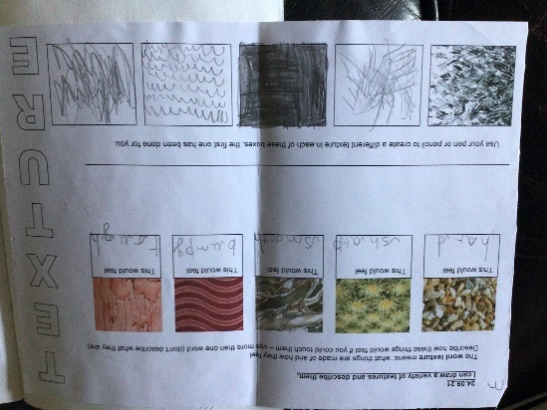 TEXTURE
24.09.21
I can draw a variety of textures and describe them.
The word texture means what things are made of and how they feel
Describe how these things would feel if you could touch them – use more than one word (don't describe what they are)
This would feel
hard
This would feel
sharp
This would feel
smooth
This would feel
bumpy
This would feel
Use your pen or pencil to create a different texture in each of these boxes, the first one has been done for you.